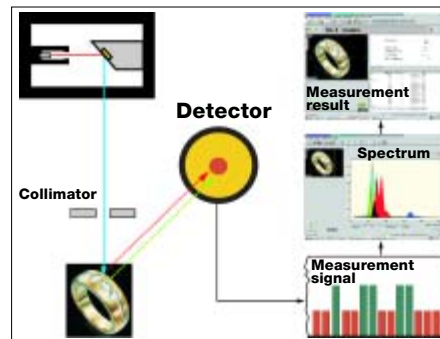 Measurement
result
Detector
Spectrum
Collimator
Measurement
signal